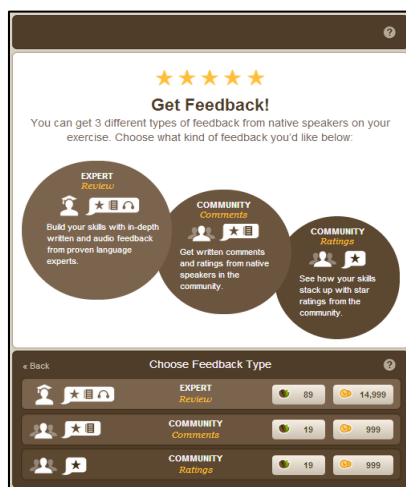 ?
Get Feedback!
You can get 3 different types of feedback from native speakers on your
exercise. Choose what kind of feedback you'd like below:
EXPERT
Review
Build your skills with in-depth
written and audio feedback
from proven language
experts.
COMMUNITY
Comments
Get written comments
and ratings from native
speakers in the
community.
COMMUNITY
Ratings
See how your skills
stack up with star
ratings from the
community.
« Back Choose Feedback Type ?
EXPERT
Review
89 14,999
COMMUNITY
Comments
19 999
COMMUNITY
Ratings
19 999